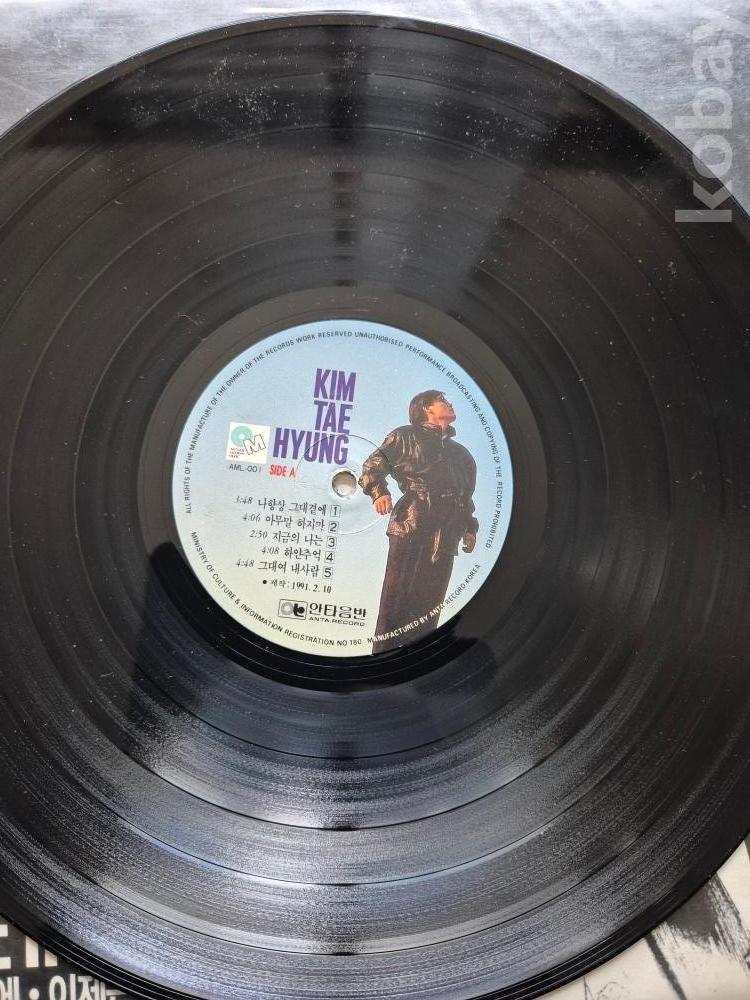 kobay
ALL RIGHTS OF THE MANUFACTURE OF THE OWNER OF THE RECORDS WORK RESERVED UNAUTHORISED PERFORMANCE BROADCASTING AND COPYING OF THE RECORD PROHIBITED
KIM
TAE
HYUNG
AML-001 SIDE A
3:48 나항상 그대곁에 1
4:06 아무말 하지마 2
2:50 지금의 나는 3
4:08 하얀추억 4
4:48 그대여 내사람 5
● 제작: 1991. 2. 10
안타음반
ANTA-RECORD
MINISTRY OF CULTURE & INFORMATION REGISTRATION NO 180. MANUFACTURED BY ANTA-RECORD KOREA